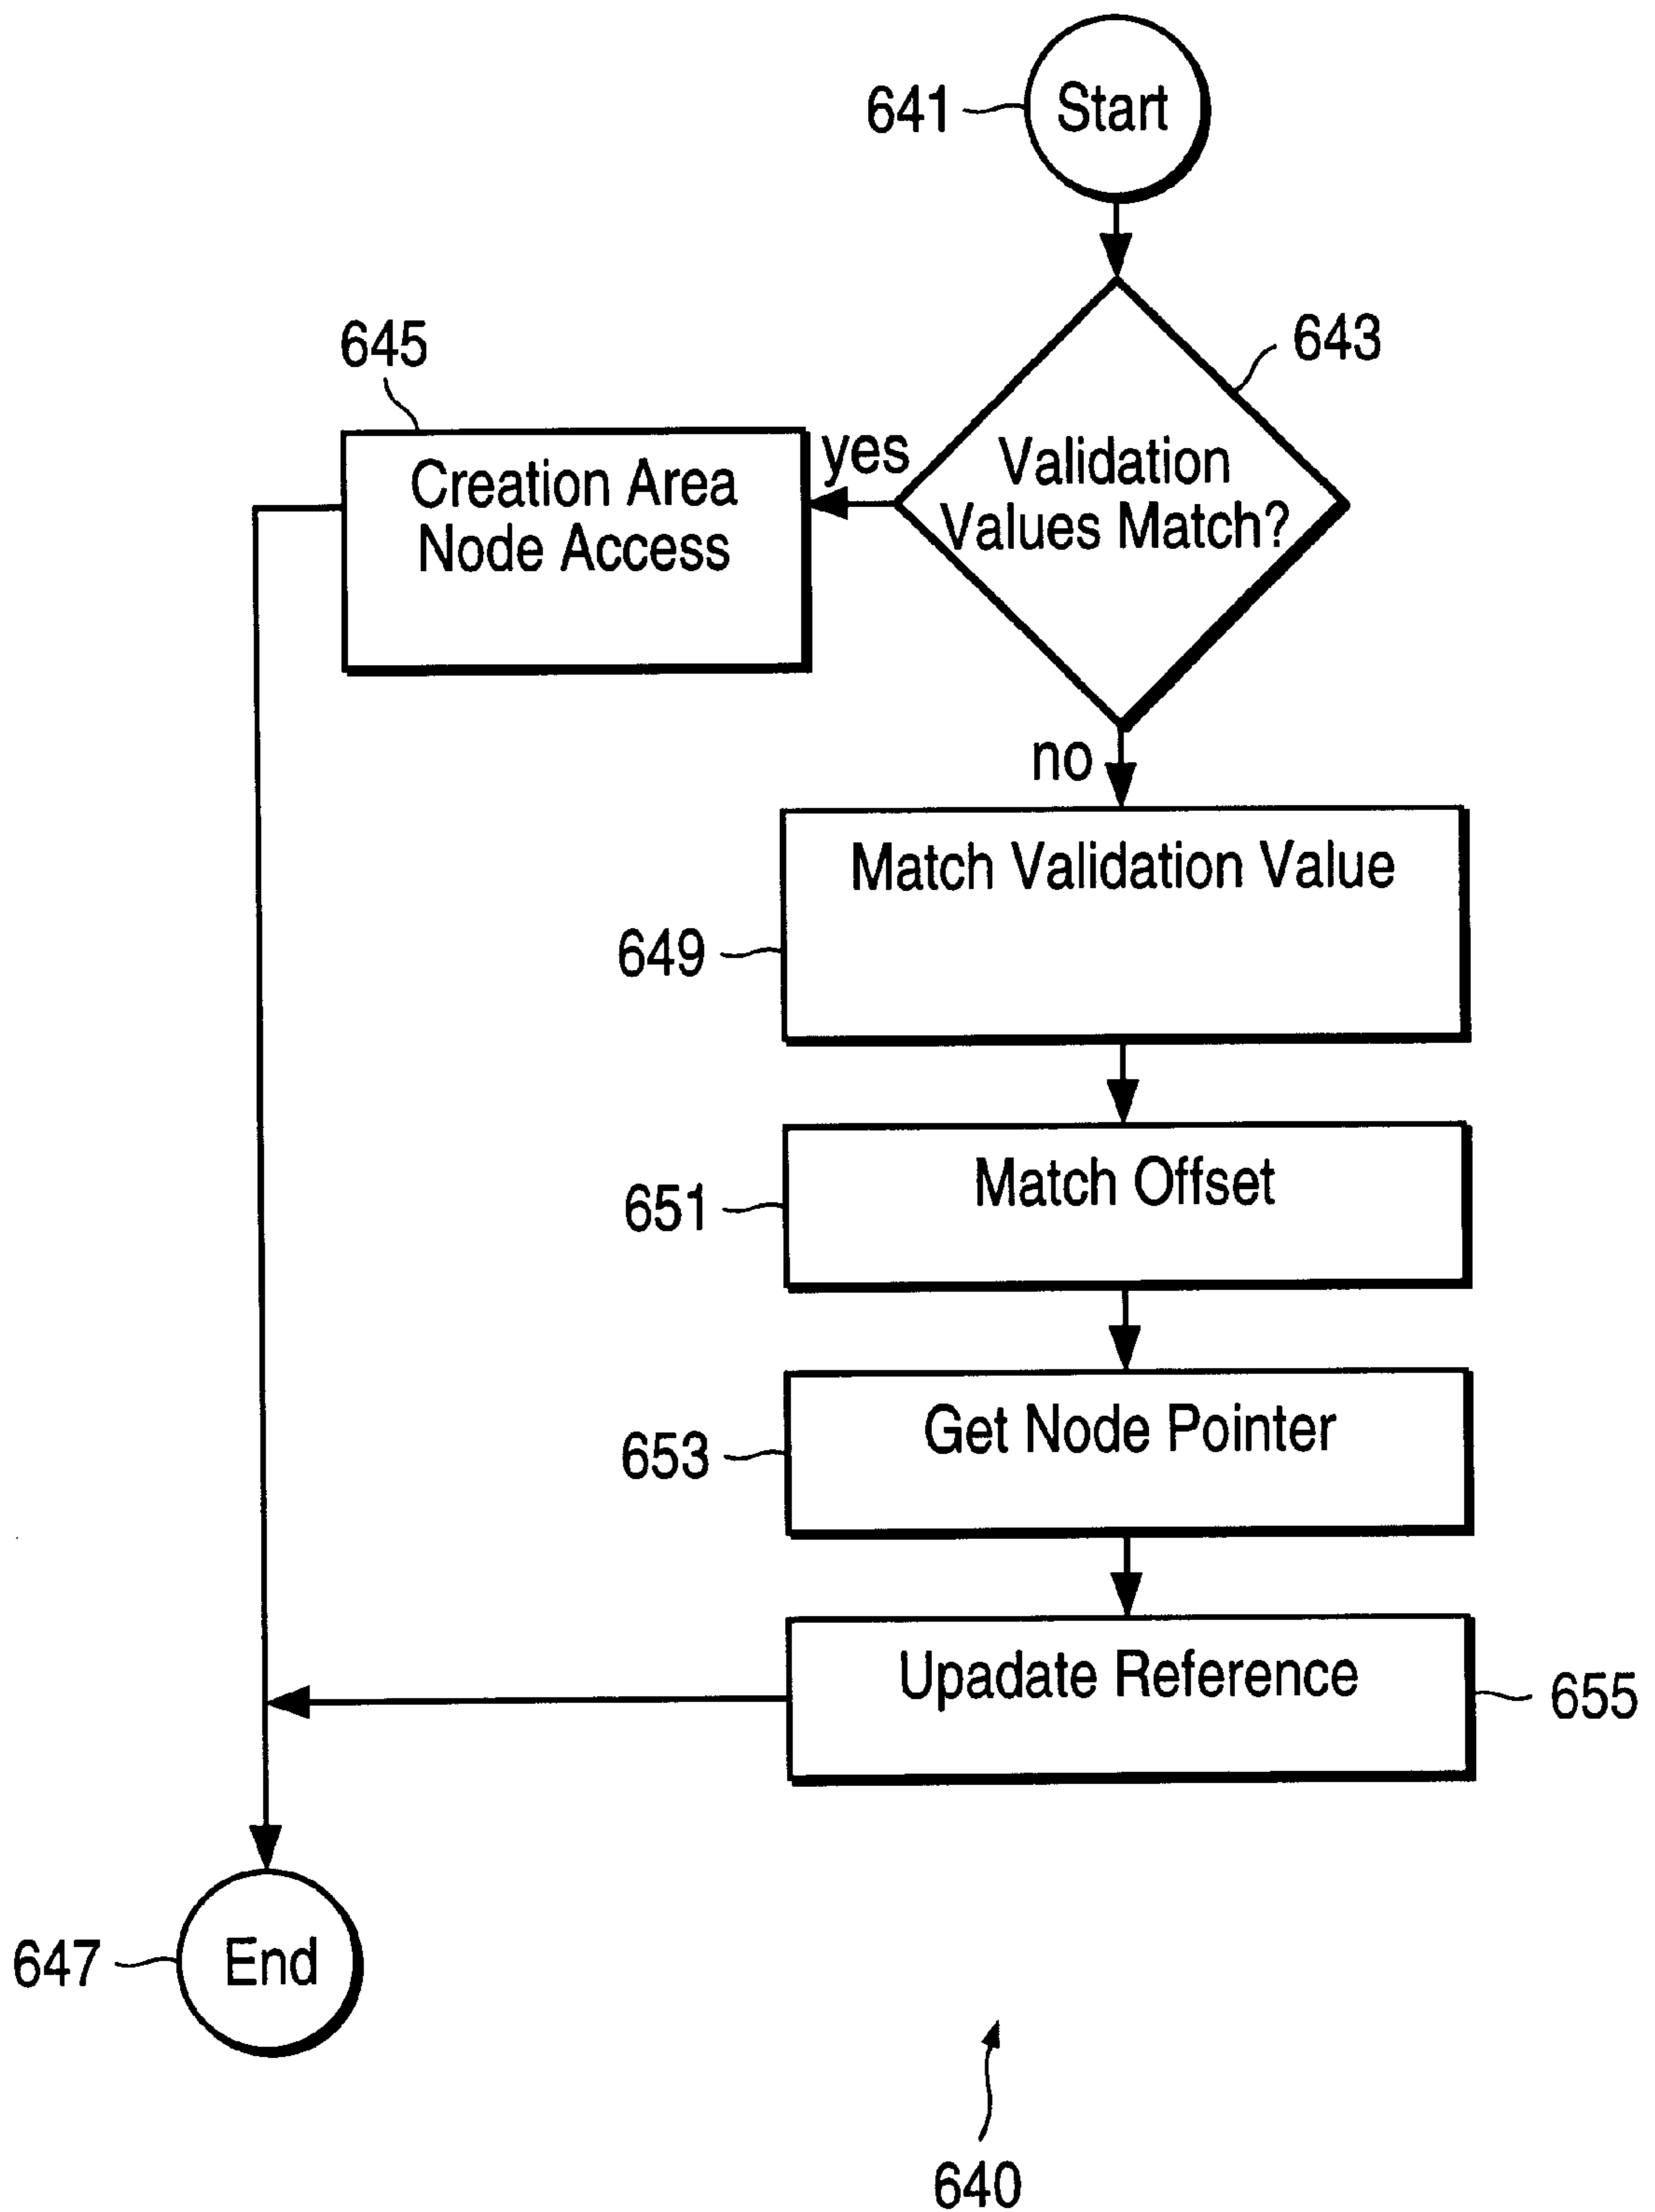 641
Start
643
Validation
Values Match?
yes
645
Creation Area
Node Access
no
Match Validation Value
649
Match Offset
651
Get Node Pointer
653
Upadate Reference
655
647
End
640